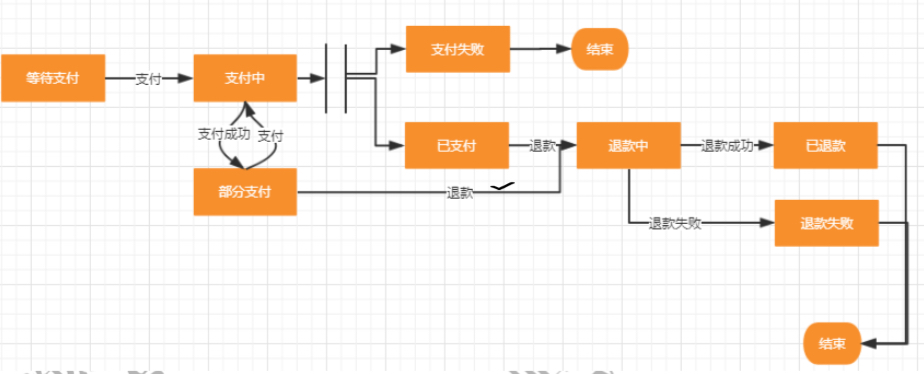 支付失败
结束
等待支付
支付
支付中
支付成功
支付
已支付
退款
退款中
退款成功
已退款
部分支付
退款
退款失败
退款失败
结束